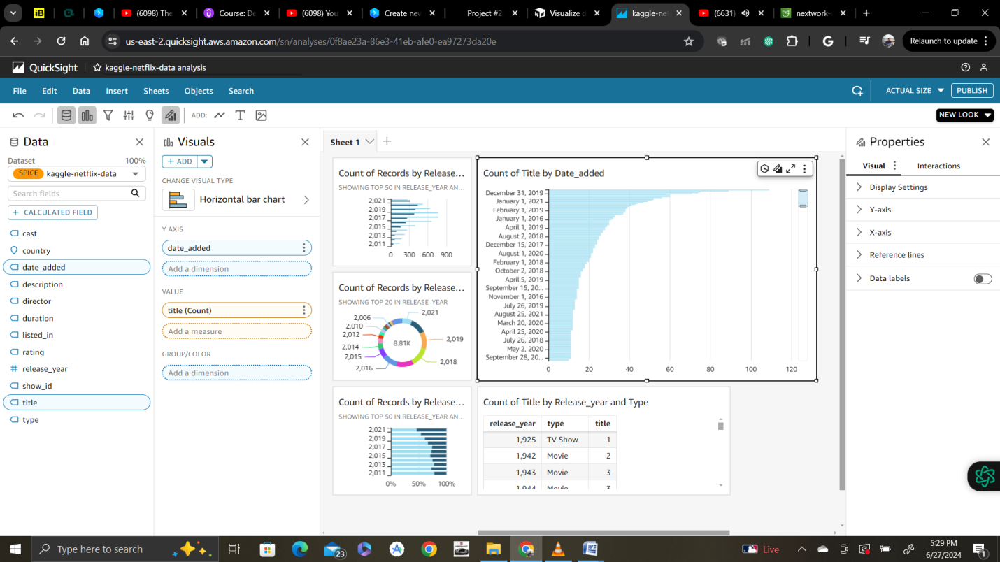 iB
(6098) The
Course: De
(6098) You
Create new
Project #2:
Visualize d
kaggle-net
(6631)
nextwork-
us-east-2.quicksight.aws.amazon.com/sn/analyses/0f8ae23a-86e3-41eb-afe0-ea97273da20e
G
Relaunch to update
QuickSight
kaggle-netflix-data analysis
File
Edit
Data
Insert
Sheets
Objects
Search
ACTUAL SIZE
PUBLISH
ADD:
T
NEW LOOK
Data
Dataset
100%
SPICE
kaggle-netflix-data
Search fields
+ CALCULATED FIELD
cast
country
date_added
description
director
duration
listed_in
rating
# release_year
show_id
title
type
Visuals
+ ADD
CHANGE VISUAL TYPE
Horizontal bar chart
Y AXIS
date_added
Add a dimension
VALUE
title (Count)
Add a measure
GROUP/COLOR
Add a dimension
Sheet 1
Count of Records by Release...
SHOWING TOP 50 IN RELEASE_YEAR AN...
2,021
2,019
2,017
2,015
2,013
2,011
0 300 600 900
Count of Records by Release...
SHOWING TOP 20 IN RELEASE_YEAR
2,006
2,010
2,012
2,014
2,015
2,016
2,021
2,019
2,018
8.81K
Count of Records by Release...
SHOWING TOP 50 IN RELEASE_YEAR AN...
2,021
2,019
2,017
2,015
2,013
2,011
0% 50% 100%
Count of Title by Date_added
December 31, 2019
January 1, 2021
February 1, 2019
January 1, 2016
April 1, 2019
August 2, 2018
December 15, 2017
August 1, 2020
February 1, 2018
October 2, 2018
April 5, 2019
September 15, 20...
November 1, 2016
July 26, 2019
August 25, 2021
March 20, 2020
April 25, 2020
July 26, 2018
May 2, 2020
September 28, 20...
0 20 40 60 80 100 120
Count of Title by Release_year and Type
release_year type title
1,925 TV Show 1
1,942 Movie 2
1,943 Movie 3
1,944 Movie 3
Properties
Visual
Interactions
Display Settings
Y-axis
X-axis
Reference lines
Data labels
Type here to search
23
Live
5:29 PM
6/27/2024
1